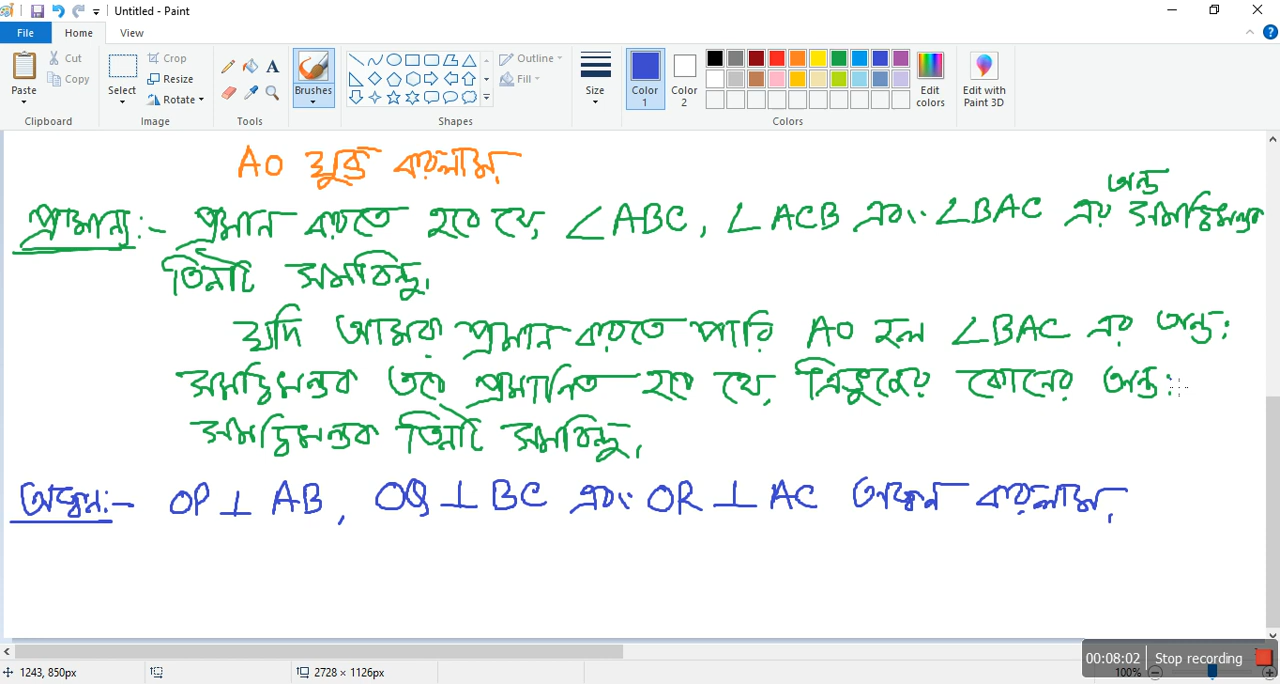 Untitled - Paint
File Home View
Paste Cut Copy Select Crop Resize Rotate Brushes Outline Fill Size Color 1 Color 2 Edit colors Edit with Paint 3D
Clipboard Image Tools Shapes Colors
AO যুক্ত করলাম,
অন্ত
প্রামান্য:- প্রমান করতে হবে যে, ∠ABC, ∠ACB এবং ∠BAC এর সমদ্বিখন্ডক
তিনটি সমবিন্দু,
যদি আমরা প্রমান করতে পারি AO হল ∠BAC এর অন্ত:
সমদ্বিখন্ডক তবে প্রমানিত হবে যে, ত্রিভুজের কোনের অন্ত:
সমদ্বিখন্ডক তিনটি সমবিন্দু,
অঙ্কন:- OP ⊥ AB, OQ ⊥ BC এবং OR ⊥ AC অঙ্কন করলাম,
1243, 850px 2728 × 1126px 100%
00:08:02 Stop recording